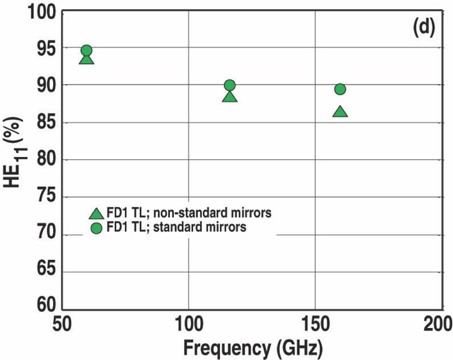 100
(d)
95
90
85
80
75
70
65
60
HE11(%)
FD1 TL; non-standard mirrors
FD1 TL; standard mirrors
50
100
150
200
Frequency (GHz)